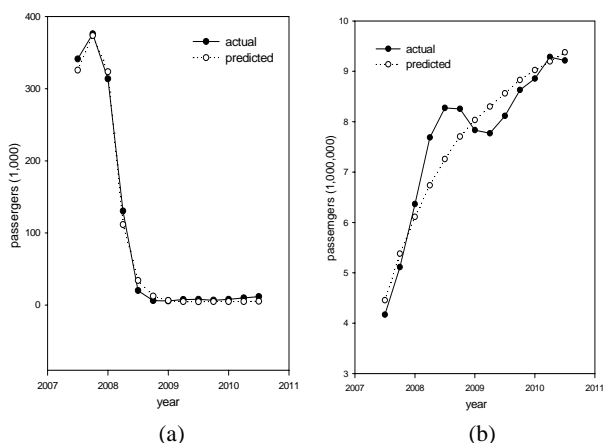 400
300
200
100
0
passergers (1,000)
actual
predicted
2007
2008
2009
2010
2011
year
(a)
10
9
8
7
6
5
4
3
passemgers (1,000,000)
actual
predicted
2007
2008
2009
2010
2011
year
(b)